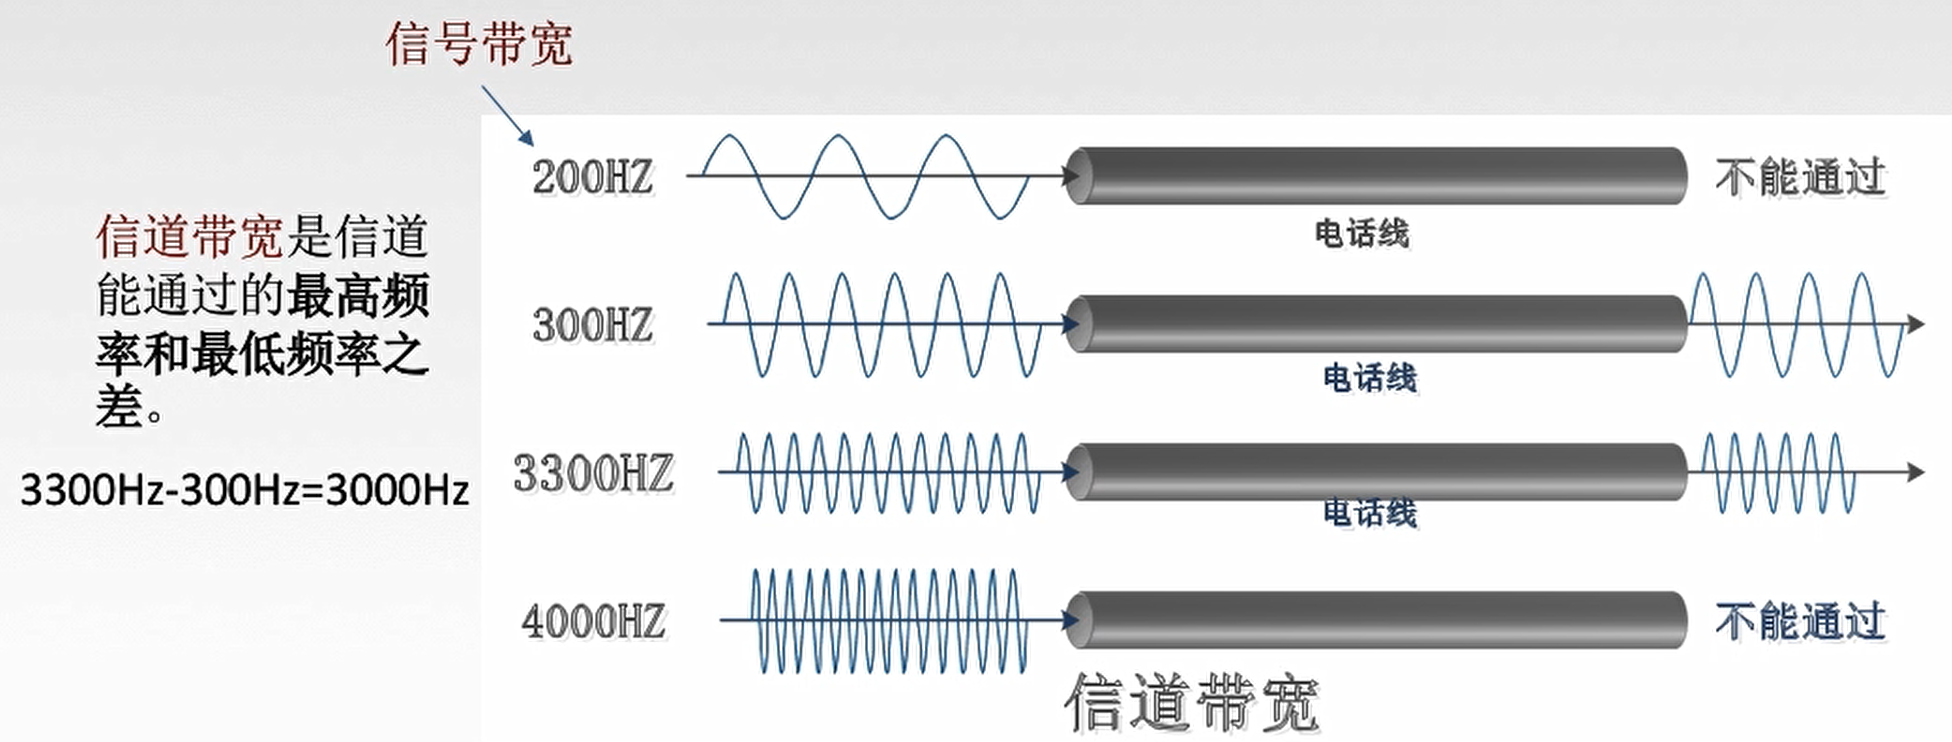 信号带宽
信道带宽是信道
能通过的最高频
率和最低频率之
差。
3300Hz-300Hz=3000Hz
200HZ
不能通过
电话线
300HZ
电话线
3300HZ
电话线
4000HZ
不能通过
信道带宽